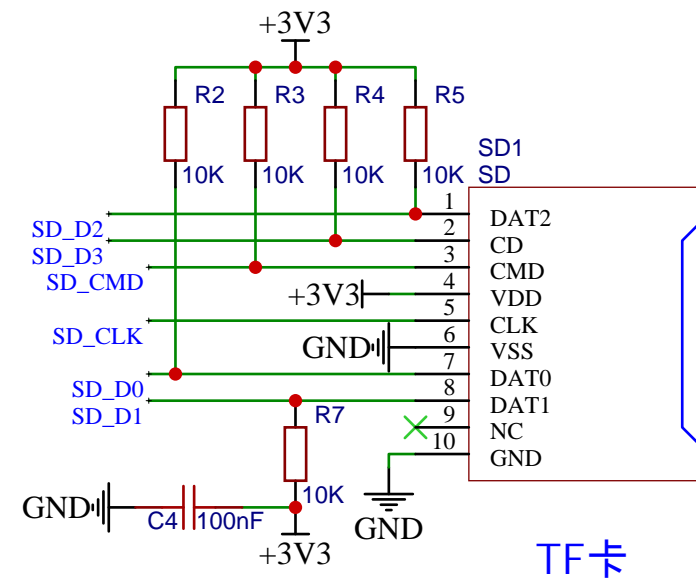 +3V3
R2 R3 R4 R5
10K 10K 10K 10K
SD1
SD
SD_D2
SD_D3
SD_CMD
+3V3
SD_CLK
GND
SD_D0
SD_D1
1 DAT2
2 CD
3 CMD
4 VDD
5 CLK
6 VSS
7 DAT0
8 DAT1
9 NC
10 GND
R7
10K
GND
C4 100nF
+3V3
GND
TF卡